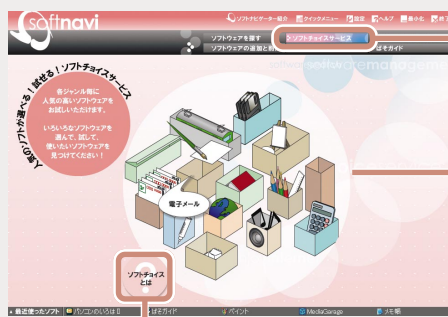 softnavi
ソフトナビゲーター紹介 クイックメニュー 設定 ヘルプ 最小化 終了
ソフトウェアを探す ソフトチョイスサービス
ソフトウェアの追加と削除 ぱそガイド
人気のソフトが選べる!試せる!ソフトチョイスサービス
各ジャンル毎に
人気の高いソフトウェアを
お試しいただけます。
いろいろなソフトウェアを
選んで、試して、
使いたいソフトウェアを
見つけてください!
電子メール
ソフトチョイス
とは
最近使ったソフト パソコンのいろはII ぱそガイド ペイント MediaGarage メモ帳